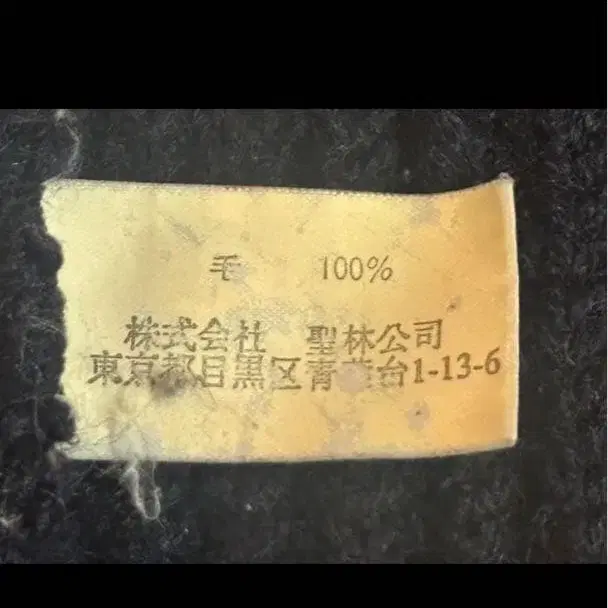 毛 100%
株式会社 聖林公司
東京都目黒区青葉台1-13-6